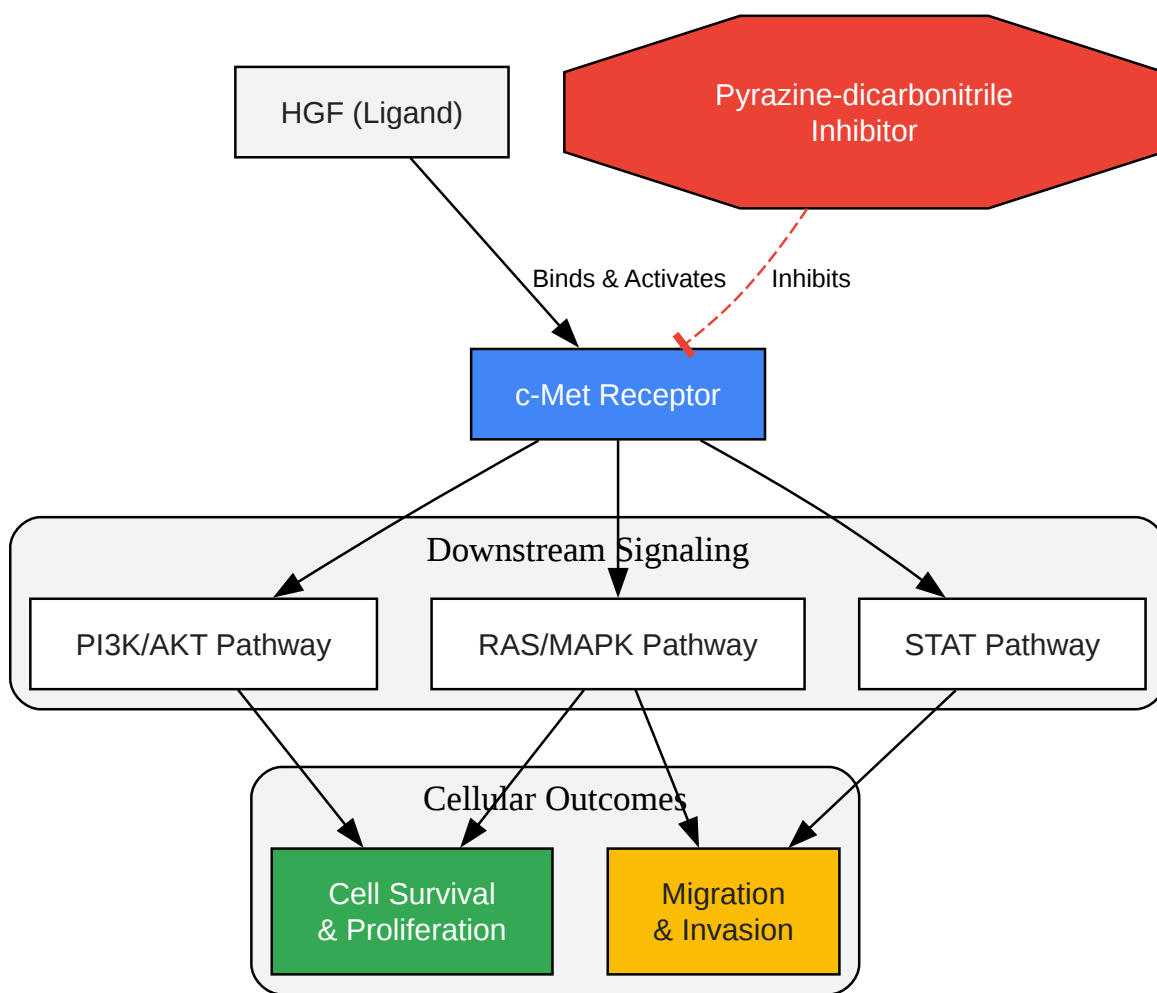 HGF (Ligand)
Pyrazine-dicarbonitrile
Inhibitor
Binds & Activates
Inhibits
c-Met Receptor
Downstream Signaling
PI3K/AKT Pathway
RAS/MAPK Pathway
STAT Pathway
Cellular Outcomes
Cell Survival
& Proliferation
Migration
& Invasion